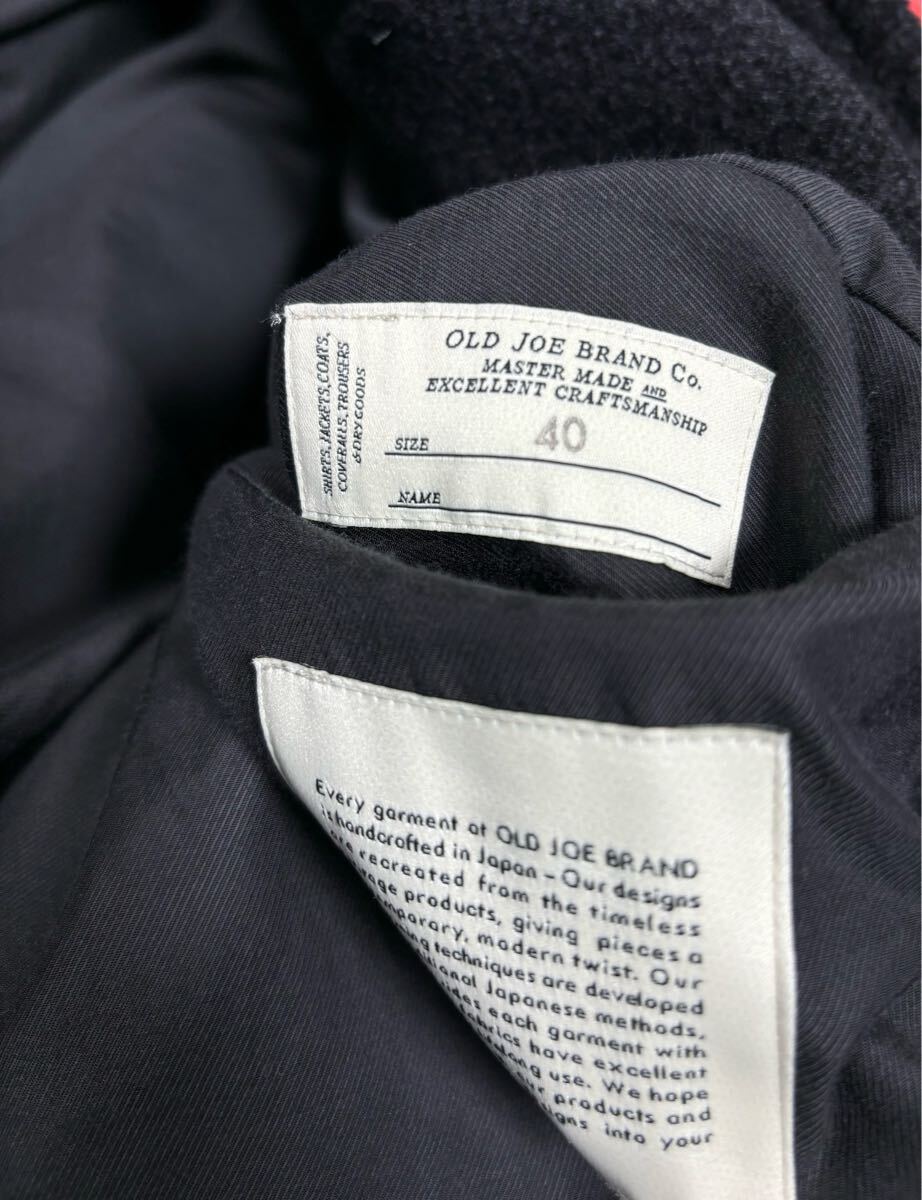 OLD JOE BRAND Co.
MASTER MADE AND
EXCELLENT CRAFTSMANSHIP
SIZE 40
NAME
SHIRTS, JACKETS, COATS,
COVERALLS, TROUSERS
& DRY GOODS
Every garment at OLD JOE BRAND
is handcrafted in Japan - Our designs
are recreated from the timeless
products, giving pieces a
modern twist. Our
techniques are developed
Japanese methods,
each garment with
fabrics have excellent
use. We hope
our products and
into your